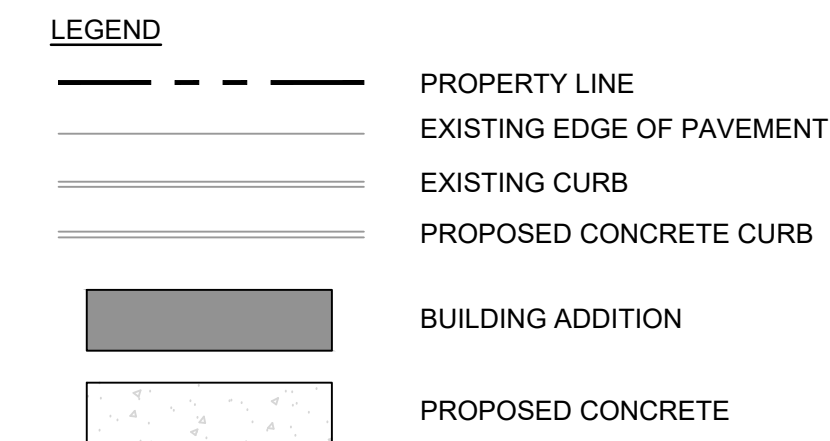 LEGEND
PROPERTY LINE
EXISTING EDGE OF PAVEMENT
EXISTING CURB
PROPOSED CONCRETE CURB
BUILDING ADDITION
PROPOSED CONCRETE